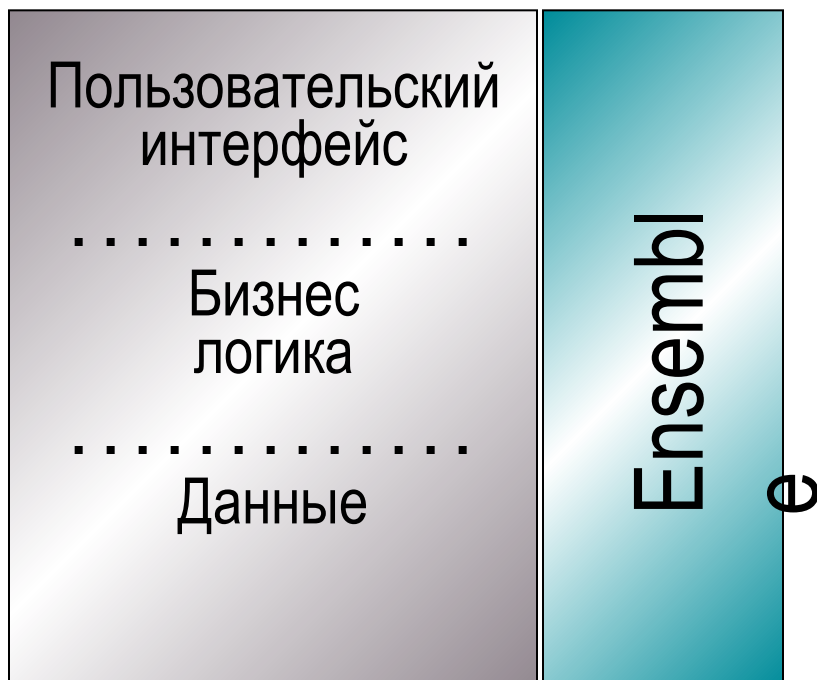 Пользовательский
интерфейс
. . . . . . . . . . . . .
Бизнес
логика
. . . . . . . . . . . . .
Данные
Ensembl
e